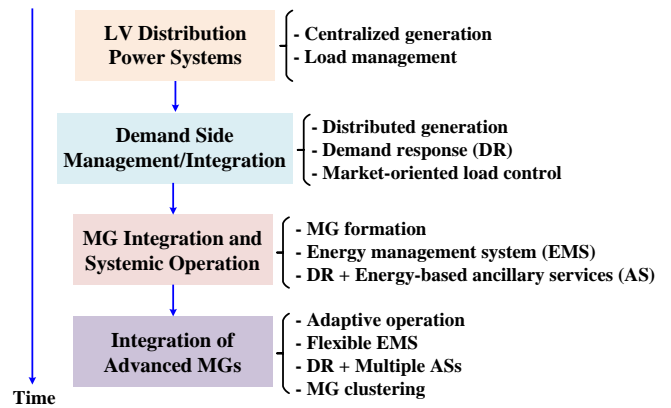 LV Distribution
Power Systems
- Centralized generation
- Load management
Demand Side
Management/Integration
- Distributed generation
- Demand response (DR)
- Market-oriented load control
MG Integration and
Systemic Operation
- MG formation
- Energy management system (EMS)
- DR + Energy-based ancillary services (AS)
Integration of
Advanced MGs
- Adaptive operation
- Flexible EMS
- DR + Multiple ASs
- MG clustering
Time